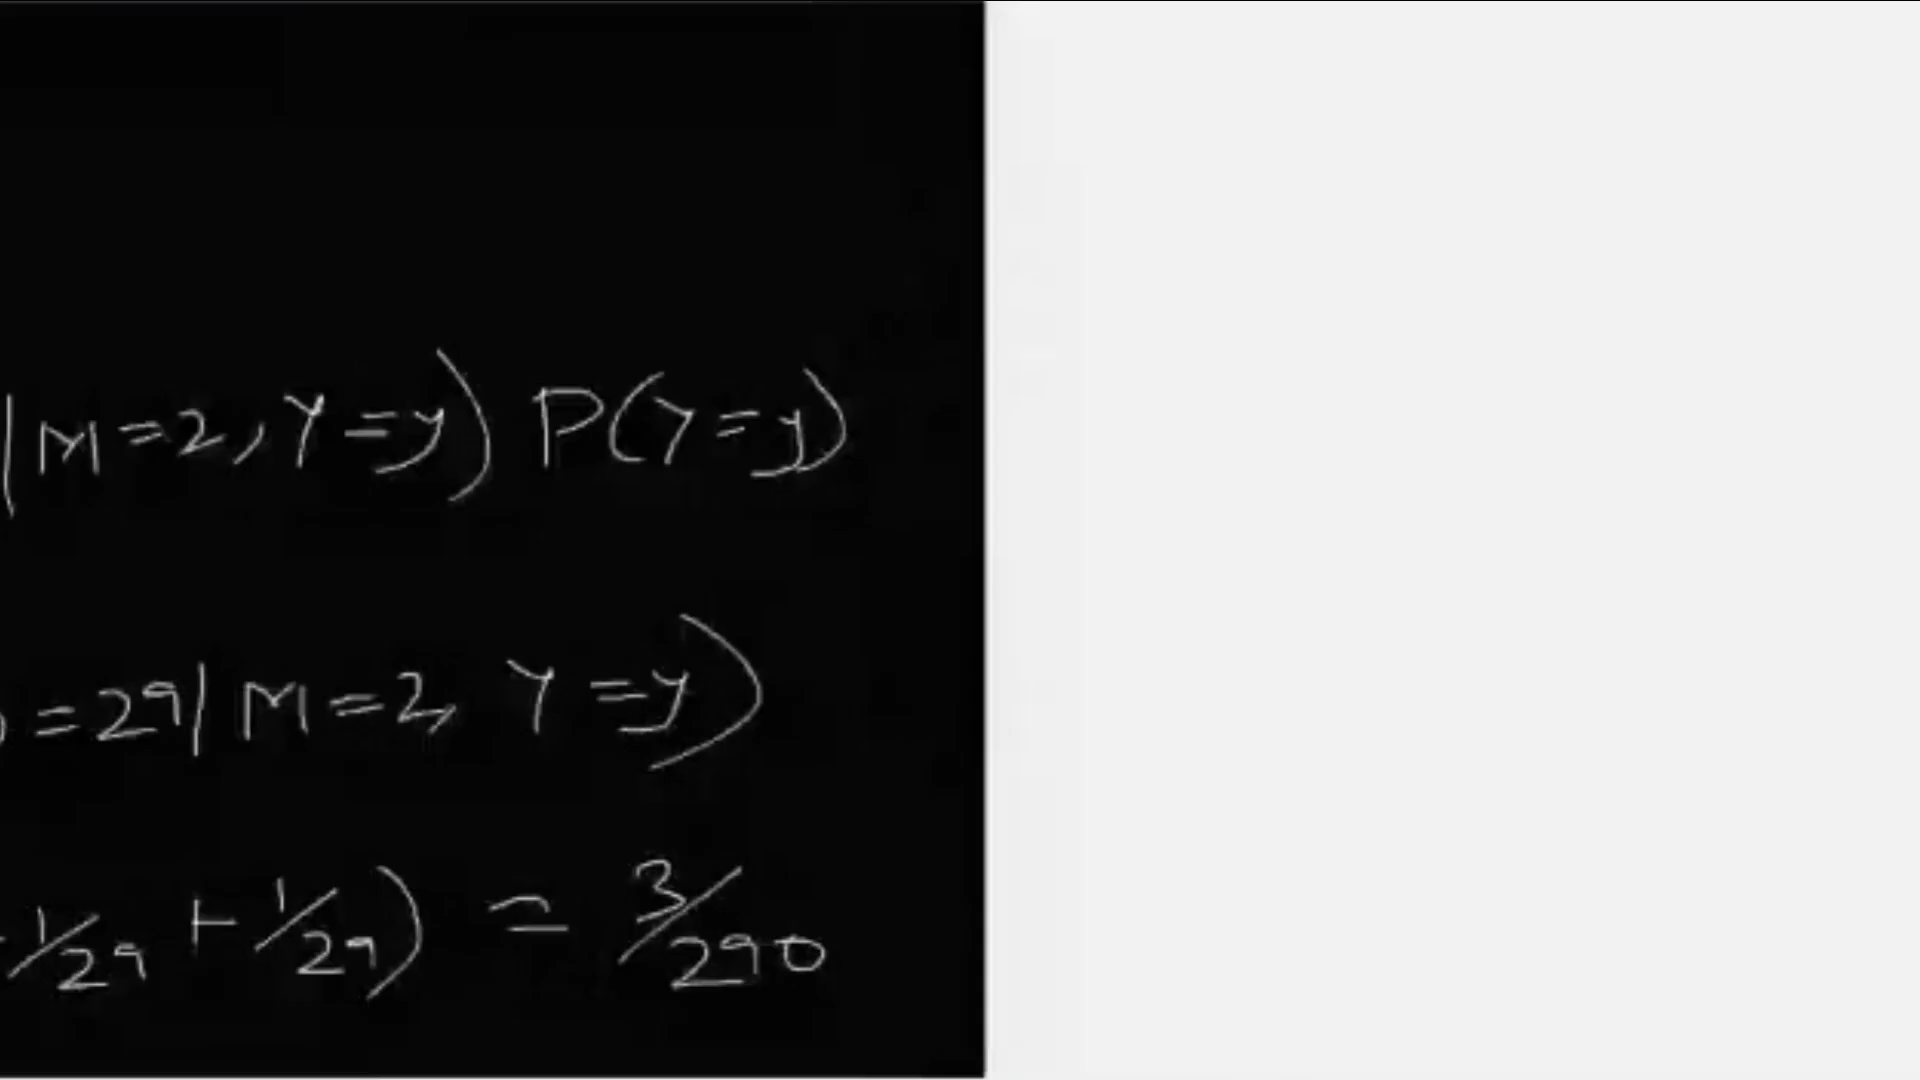 |M=2, Y=y) P(Y=y)
=29| M=2, Y=y)
1/29 + 1/29) = 3/290